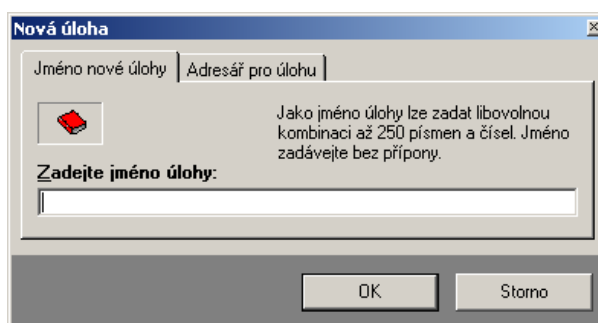 Nová úloha
Jméno nové úlohy Adresář pro úlohu
Jako jméno úlohy lze zadat libovolnou
kombinaci až 250 písmen a čísel. Jméno
zadávejte bez přípony.
Zadejte jméno úlohy:
OK Storno